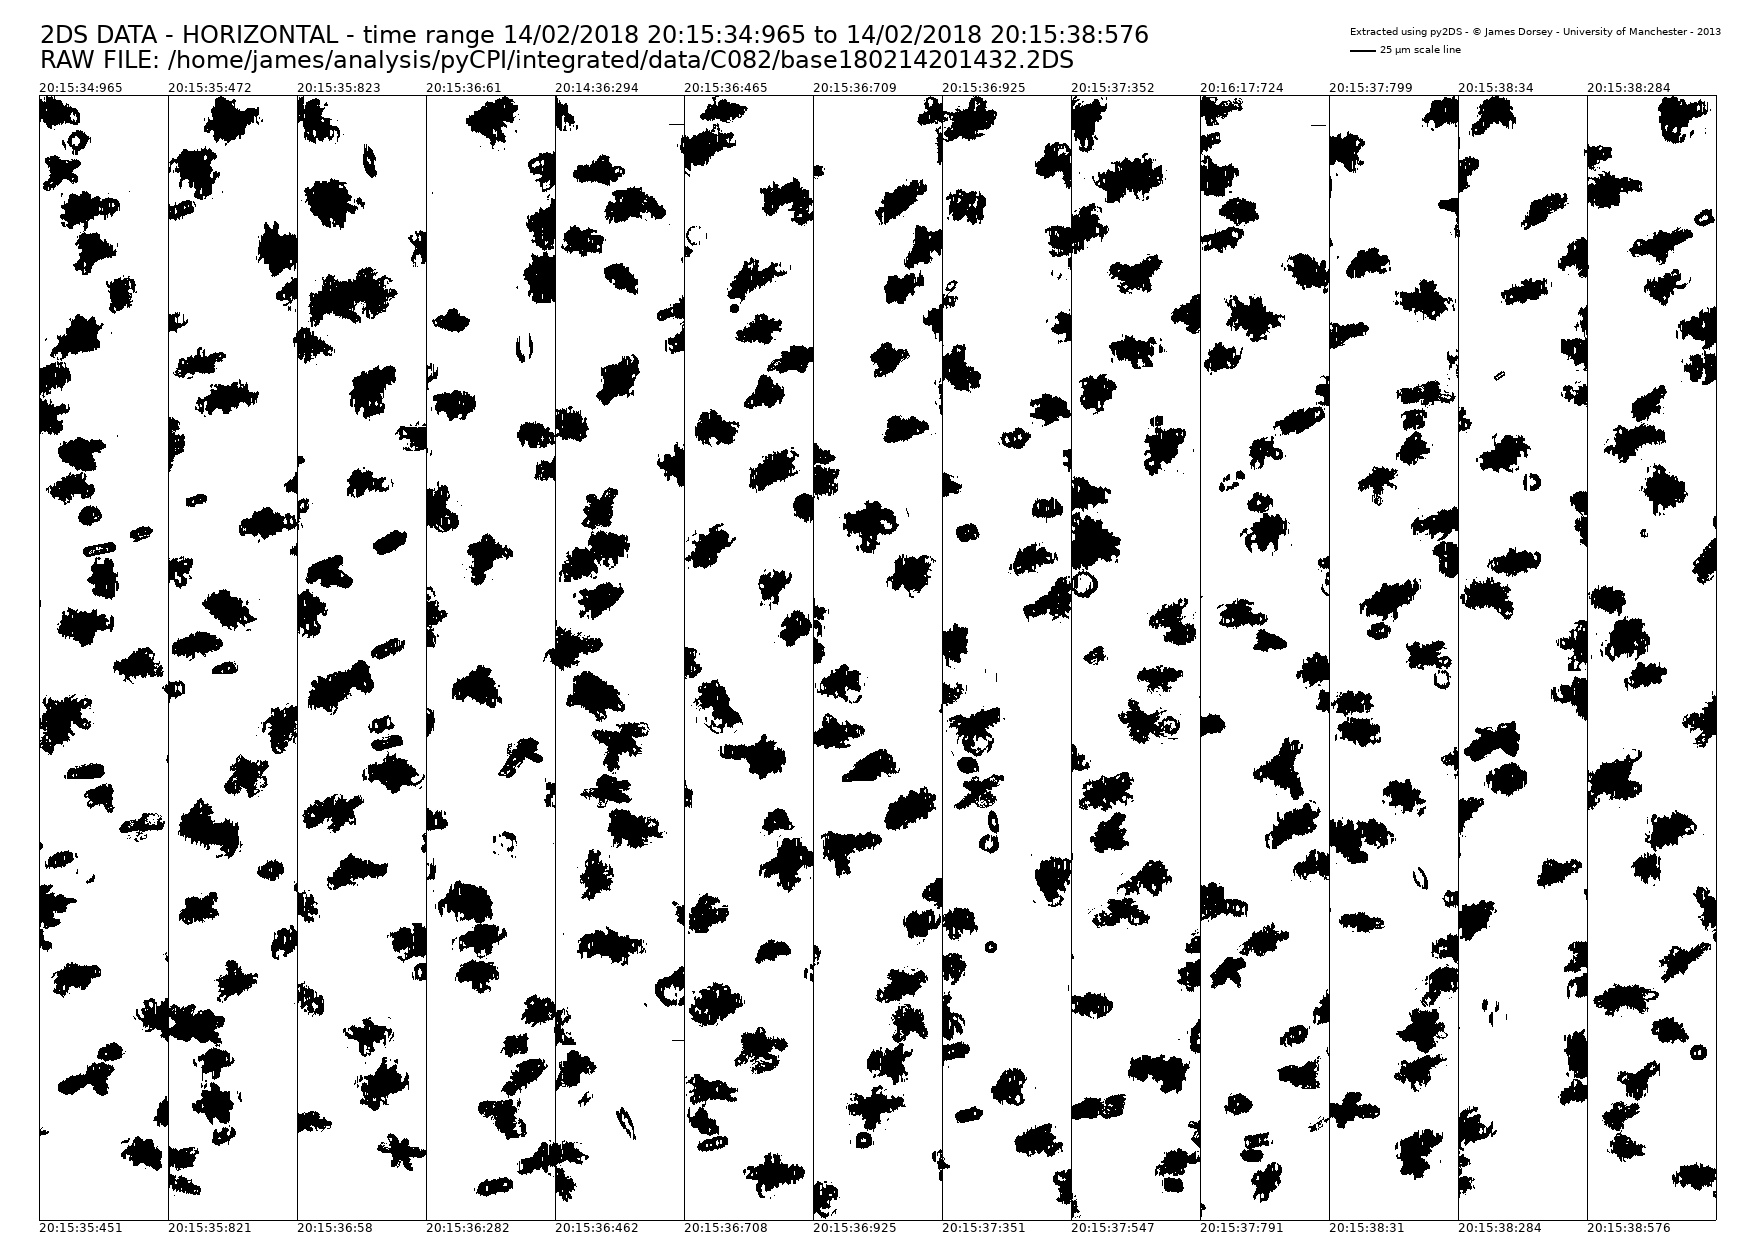 2DS DATA - HORIZONTAL - time range 14/02/2018 20:15:34:965 to 14/02/2018 20:15:38:576
RAW FILE: /home/james/analysis/pyCPI/integrated/data/C082/base180214201432.2DS
Extracted using py2DS - © James Dorsey - University of Manchester - 2013
25 µm scale line
20:15:34:965 20:15:35:472 20:15:35:823 20:15:36:61 20:14:36:294 20:15:36:465 20:15:36:709 20:15:36:925 20:15:37:352 20:16:17:724 20:15:37:799 20:15:38:34 20:15:38:284
20:15:35:451 20:15:35:821 20:15:36:58 20:15:36:282 20:15:36:462 20:15:36:708 20:15:36:925 20:15:37:351 20:15:37:547 20:15:37:791 20:15:38:31 20:15:38:284 20:15:38:576